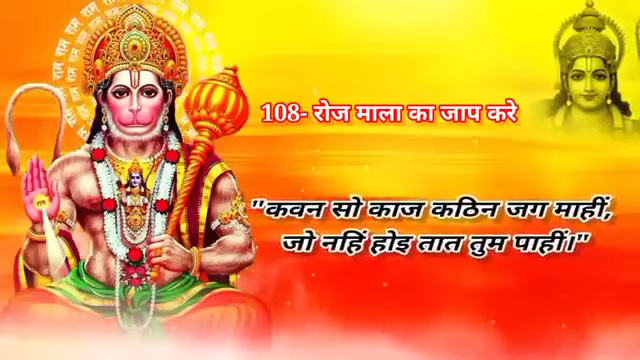 108- रोज माला का जाप करे
"कवन सो काज कठिन जग माहीं,
जो नहिं होइ तात तुम पाहीं।"
राम